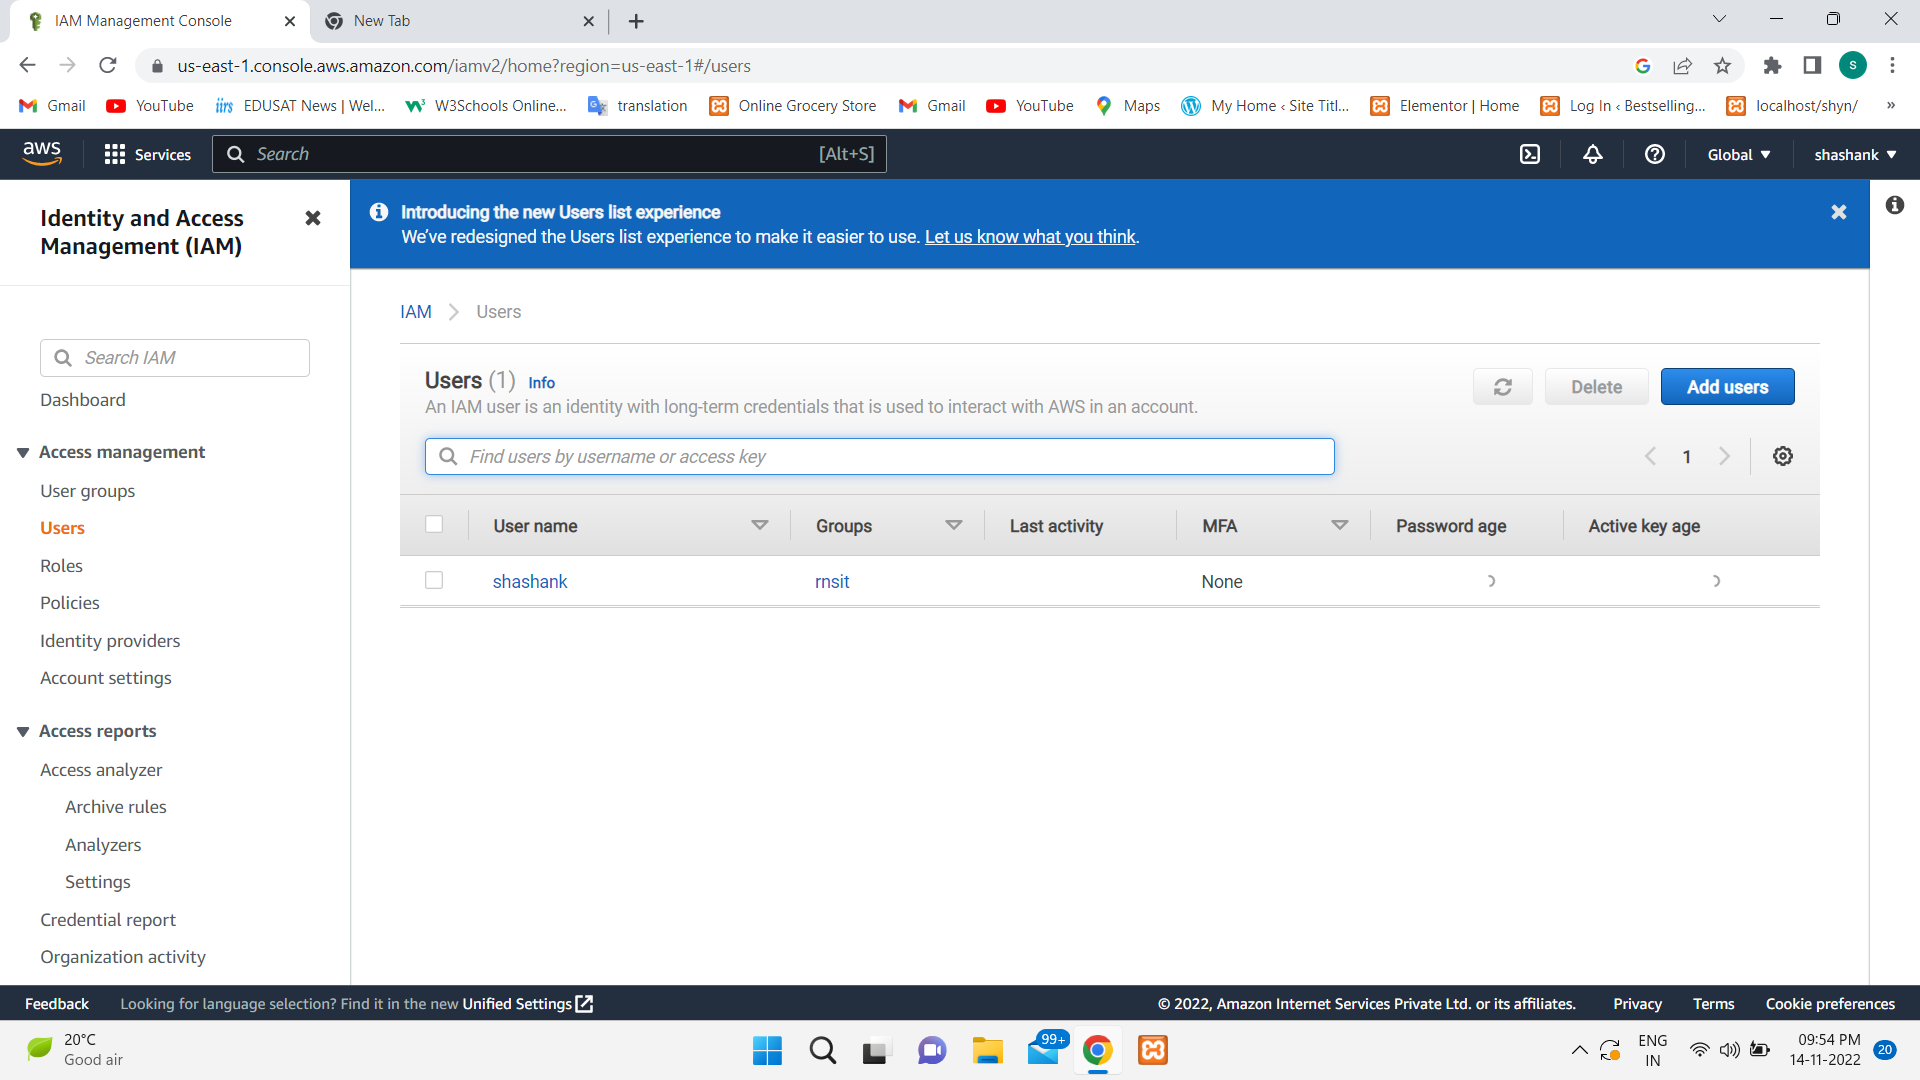 IAM Management Console
New Tab
us-east-1.console.aws.amazon.com/iamv2/home?region=us-east-1#/users
S
Gmail
YouTube
iirs EDUSAT News | Wel...
W3Schools Online...
translation
Online Grocery Store
Gmail
YouTube
Maps
My Home ‹ Site Titl...
Elementor | Home
Log In ‹ Bestselling...
localhost/shyn/
»
aws
Services
Search
[Alt+S]
Global
shashank
Identity and Access
Management (IAM)
Introducing the new Users list experience
We've redesigned the Users list experience to make it easier to use. Let us know what you think.
Search IAM
Dashboard
Access management
User groups
Users
Roles
Policies
Identity providers
Account settings
Access reports
Access analyzer
Archive rules
Analyzers
Settings
Credential report
Organization activity
IAM > Users
Users (1) Info
An IAM user is an identity with long-term credentials that is used to interact with AWS in an account.
Delete
Add users
Find users by username or access key
1
User name Groups Last activity MFA Password age Active key age
shashank rnsit None
Feedback
Looking for language selection? Find it in the new Unified Settings
© 2022, Amazon Internet Services Private Ltd. or its affiliates.
Privacy
Terms
Cookie preferences
20°C
Good air
99+
ENG
IN
09:54 PM
14-11-2022
20